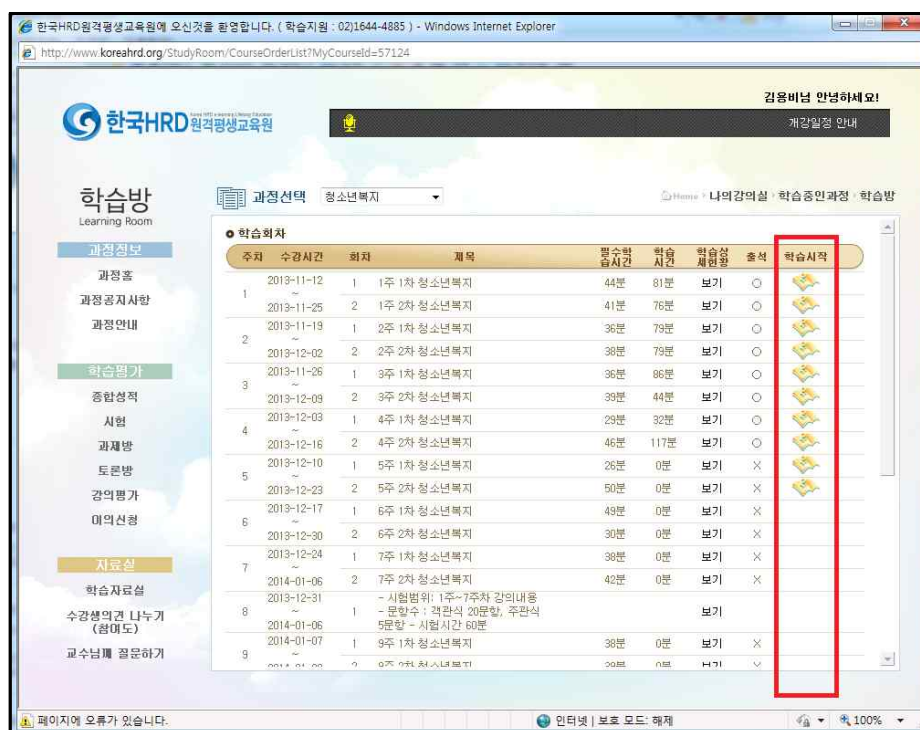 한국HRD원격평생교육원에 오신것을 환영합니다. ( 학습지원 : 02)1644-4885 ) - Windows Internet Explorer
http://www.koreahrd.org/StudyRoom/CourseOrderList?MyCourseId=57124
김용비님 안녕하세요!
한국HRD원격평생교육원
개강일정 안내
학습방
Learning Room
과정선택 청소년복지
Home > 나의강의실 > 학습중인과정 > 학습방
과정정보
과정홈
과정공지사항
과정안내
학습평가
종합성적
시험
과제방
토론방
강의평가
이의신청
자료실
학습자료실
수강생의견 나누기
(참여도)
교수님께 질문하기
학습회차
주차 수강시간 회차 제목 필수학습시간 학습시간 학습상세현황 출석 학습시작
1 2013-11-12 ~ 2013-11-25
1 1주 1차 청소년복지 44분 81분 보기 ○
2 1주 2차 청소년복지 41분 76분 보기 ○
2 2013-11-19 ~ 2013-12-02
1 2주 1차 청소년복지 36분 79분 보기 ○
2 2주 2차 청소년복지 38분 79분 보기 ○
3 2013-11-26 ~ 2013-12-09
1 3주 1차 청소년복지 36분 86분 보기 ○
2 3주 2차 청소년복지 39분 44분 보기 ○
4 2013-12-03 ~ 2013-12-16
1 4주 1차 청소년복지 29분 32분 보기 ○
2 4주 2차 청소년복지 46분 117분 보기 ○
5 2013-12-10 ~ 2013-12-23
1 5주 1차 청소년복지 26분 0분 보기 X
2 5주 2차 청소년복지 50분 0분 보기 X
6 2013-12-17 ~ 2013-12-30
1 6주 1차 청소년복지 49분 0분 보기 X
2 6주 2차 청소년복지 30분 0분 보기 X
7 2013-12-24 ~ 2014-01-06
1 7주 1차 청소년복지 38분 0분 보기 X
2 7주 2차 청소년복지 42분 0분 보기 X
8 2013-12-31 ~ 2014-01-06
- 시험범위: 1주~7주차 강의내용
- 문항수 : 객관식 20문항, 주관식
5문항 - 시험시간 60분
보기
9 2014-01-07
1 9주 1차 청소년복지 38분 0분 보기 X
2 9주 2차 청소년복지 0분 보기 X
페이지에 오류가 있습니다.
인터넷 | 보호 모드: 해제
100%